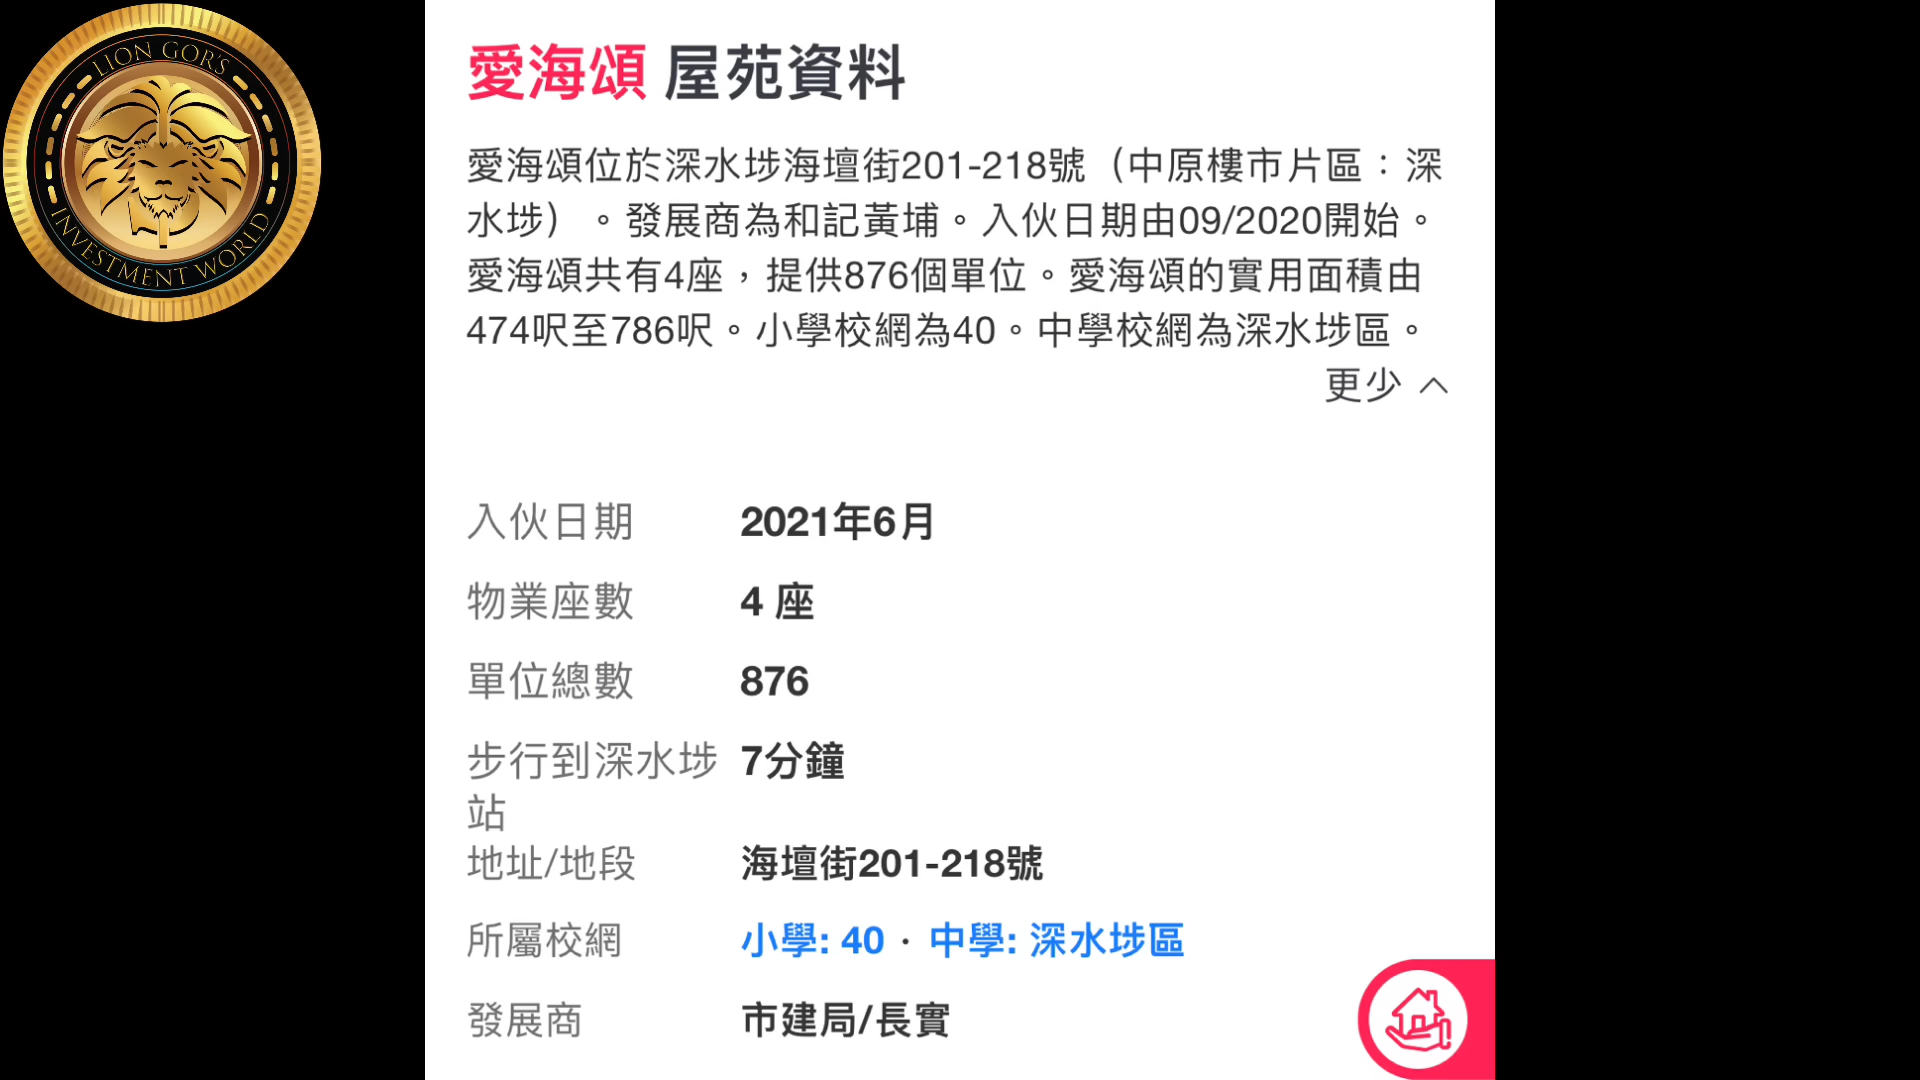 LION GOR'S
INVESTMENT WORLD
愛海頌 屋苑資料
愛海頌位於深水埗海壇街201-218號（中原樓市片區：深
水埗）。發展商為和記黃埔。入伙日期由09/2020開始。
愛海頌共有4座，提供876個單位。愛海頌的實用面積由
474呎至786呎。小學校網為40。中學校網為深水埗區。
更少
入伙日期 2021年6月
物業座數 4 座
單位總數 876
步行到深水埗 7分鐘
站
地址/地段 海壇街201-218號
所屬校網 小學: 40 · 中學: 深水埗區
發展商 市建局/長實